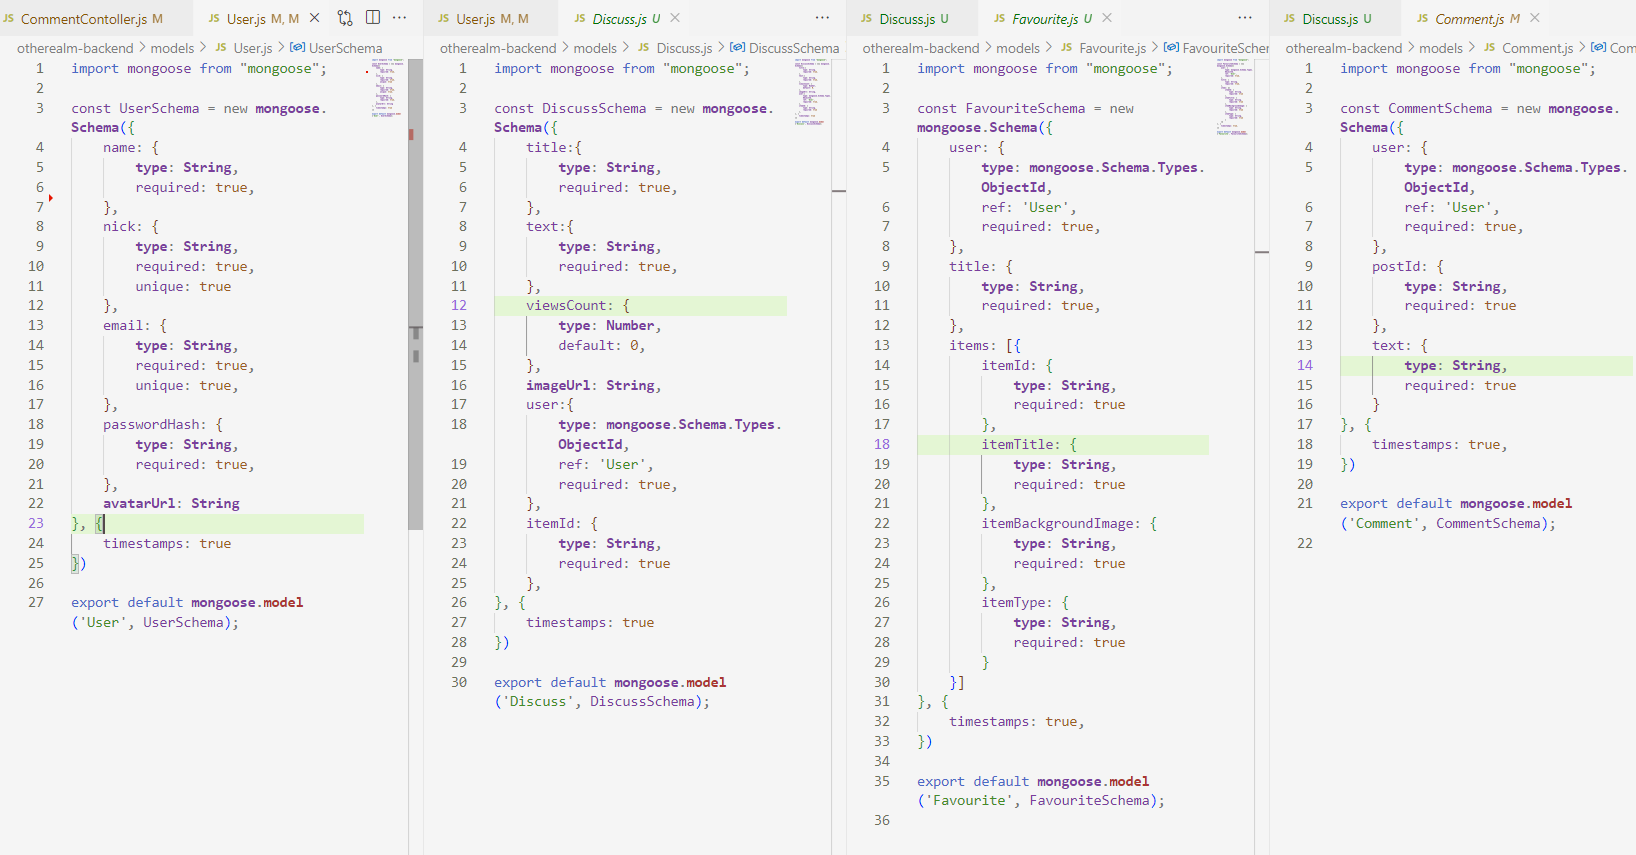 JS CommentContoller.js M
JS User.js M, M
otherealm-backend > models > JS User.js > UserSchema
1 import mongoose from "mongoose";
2
3 const UserSchema = new mongoose.
Schema({
4 name: {
5 type: String,
6 required: true,
7 },
8 nick: {
9 type: String,
10 required: true,
11 unique: true
12 },
13 email: {
14 type: String,
15 required: true,
16 unique: true,
17 },
18 passwordHash: {
19 type: String,
20 required: true,
21 },
22 avatarUrl: String
23 }, {
24 timestamps: true
25 })
26
27 export default mongoose.model
('User', UserSchema);
JS User.js M, M
JS Discuss.js U
otherealm-backend > models > JS Discuss.js > DiscussSchema
1 import mongoose from "mongoose";
2
3 const DiscussSchema = new mongoose.
Schema({
4 title:{
5 type: String,
6 required: true,
7 },
8 text:{
9 type: String,
10 required: true,
11 },
12 viewsCount: {
13 type: Number,
14 default: 0,
15 },
16 imageUrl: String,
17 user:{
18 type: mongoose.Schema.Types.
ObjectId,
19 ref: 'User',
20 required: true,
21 },
22 itemId: {
23 type: String,
24 required: true
25 },
26 }, {
27 timestamps: true
28 })
29
30 export default mongoose.model
('Discuss', DiscussSchema);
JS Discuss.js U
JS Favourite.js U
otherealm-backend > models > JS Favourite.js > FavouriteScher
1 import mongoose from "mongoose";
2
3 const FavouriteSchema = new
mongoose.Schema({
4 user: {
5 type: mongoose.Schema.Types.
ObjectId,
6 ref: 'User',
7 required: true,
8 },
9 title: {
10 type: String,
11 required: true,
12 },
13 items: [{
14 itemId: {
15 type: String,
16 required: true
17 },
18 itemTitle: {
19 type: String,
20 required: true
21 },
22 itemBackgroundImage: {
23 type: String,
24 required: true
25 },
26 itemType: {
27 type: String,
28 required: true
29 }
30 }]
31 }, {
32 timestamps: true,
33 })
34
35 export default mongoose.model
('Favourite', FavouriteSchema);
36
JS Discuss.js U
JS Comment.js M
otherealm-backend > models > JS Comment.js > Com
1 import mongoose from "mongoose";
2
3 const CommentSchema = new mongoose.
Schema({
4 user: {
5 type: mongoose.Schema.Types.
ObjectId,
6 ref: 'User',
7 required: true,
8 },
9 postId: {
10 type: String,
11 required: true
12 },
13 text: {
14 type: String,
15 required: true
16 }
17 }, {
18 timestamps: true,
19 })
20
21 export default mongoose.model
('Comment', CommentSchema);
22